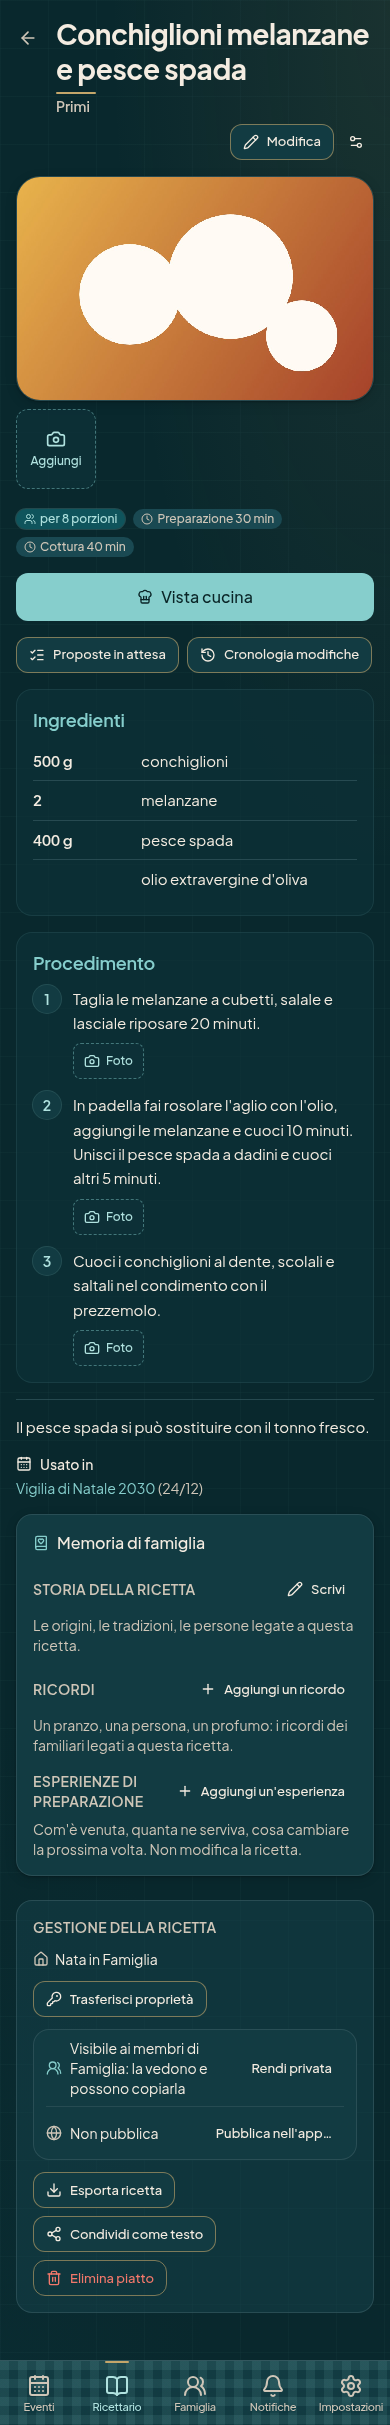 Conchiglioni melanzane
e pesce spada
Primi
Modifica
Aggiungi
per 8 porzioni
Preparazione 30 min
Cottura 40 min
Vista cucina
Proposte in attesa
Cronologia modifiche
Ingredienti
500 g conchiglioni
2 melanzane
400 g pesce spada
olio extravergine d'oliva
Procedimento
1 Taglia le melanzane a cubetti, salale e
lasciale riposare 20 minuti.
Foto
2 In padella fai rosolare l'aglio con l'olio,
aggiungi le melanzane e cuoci 10 minuti.
Unisci il pesce spada a dadini e cuoci
altri 5 minuti.
Foto
3 Cuoci i conchiglioni al dente, scolali e
saltali nel condimento con il
prezzemolo.
Foto
Il pesce spada si può sostituire con il tonno fresco.
Usato in
Vigilia di Natale 2030 (24/12)
Memoria di famiglia
STORIA DELLA RICETTA
Scrivi
Le origini, le tradizioni, le persone legate a questa
ricetta.
RICORDI
Aggiungi un ricordo
Un pranzo, una persona, un profumo: i ricordi dei
familiari legati a questa ricetta.
ESPERIENZE DI
PREPARAZIONE
Aggiungi un'esperienza
Com'è venuta, quanta ne serviva, cosa cambiare
la prossima volta. Non modifica la ricetta.
GESTIONE DELLA RICETTA
Nata in Famiglia
Trasferisci proprietà
Visibile ai membri di
Famiglia: la vedono e
possono copiarla
Rendi privata
Non pubblica
Pubblica nell'app…
Esporta ricetta
Condividi come testo
Elimina piatto
Eventi
Ricettario
Famiglia
Notifiche
Impostazioni